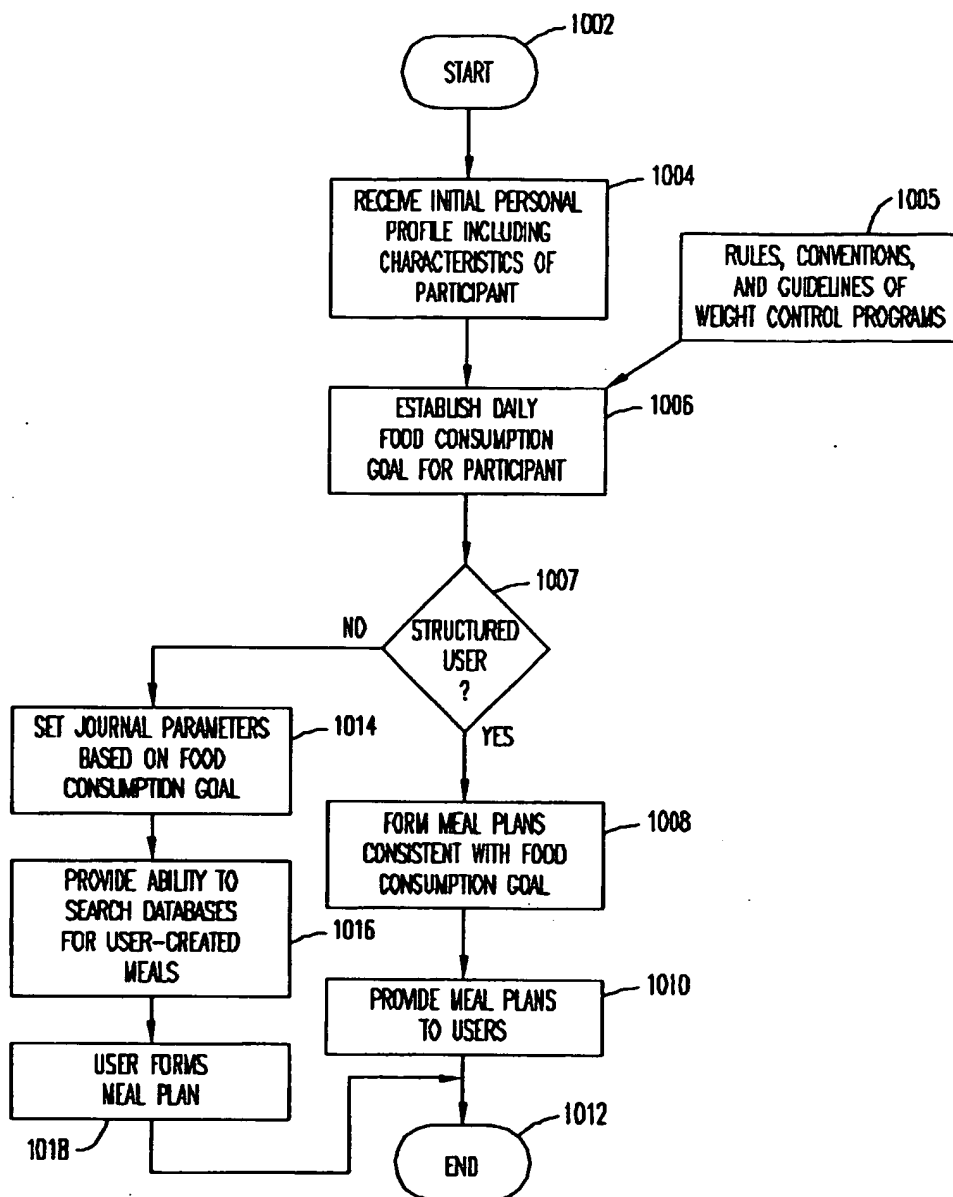 1002
START
1004
RECEIVE INITIAL PERSONAL
PROFILE INCLUDING
CHARACTERISTICS OF
PARTICIPANT
1005
RULES, CONVENTIONS,
AND GUIDELINES OF
WEIGHT CONTROL PROGRAMS
1006
ESTABLISH DAILY
FOOD CONSUMPTION
GOAL FOR PARTICIPANT
1007
STRUCTURED
USER
?
NO
YES
SET JOURNAL PARAMETERS
BASED ON FOOD
CONSUMPTION GOAL
1014
FORM MEAL PLANS
CONSISTENT WITH FOOD
CONSUMPTION GOAL
1008
PROVIDE ABILITY TO
SEARCH DATABASES
FOR USER-CREATED
MEALS
1016
PROVIDE MEAL PLANS
TO USERS
1010
USER FORMS
MEAL PLAN
1018
1012
END